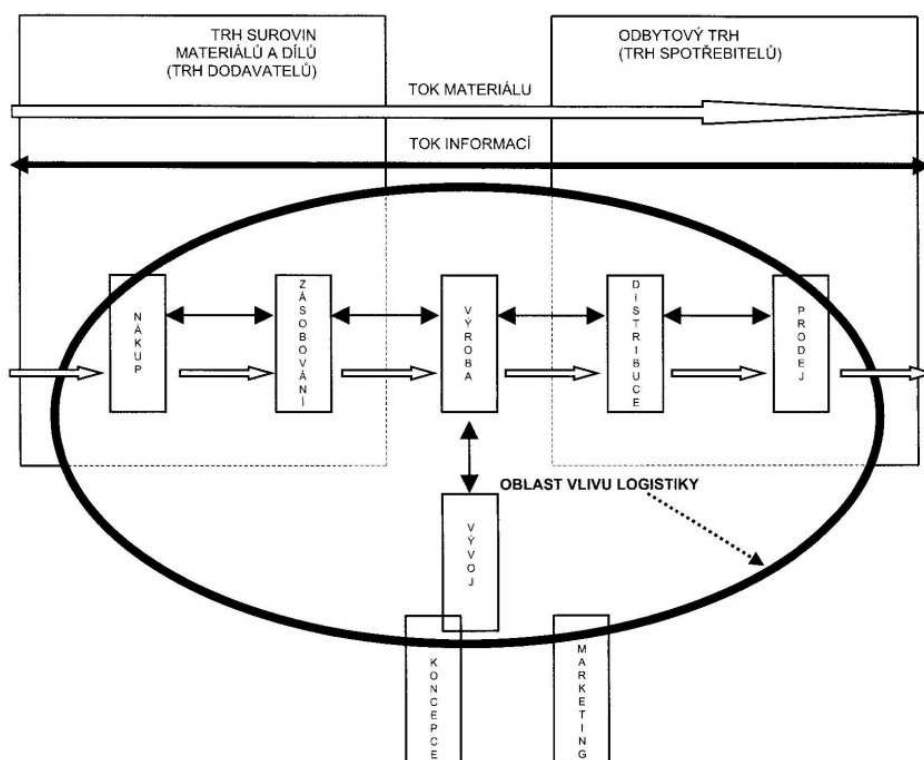 TRH SUROVIN
MATERIÁLŮ A DÍLŮ
(TRH DODAVATELŮ)
ODBYTOVÝ TRH
(TRH SPOTŘEBITELŮ)
TOK MATERIÁLU
TOK INFORMACÍ
NÁKUP
ZÁSOBOVÁNÍ
VÝROBA
DISTRIBUCE
PRODEJ
OBLAST VLIVU LOGISTIKY
VÝVOJ
KONCEPCE
MARKETING